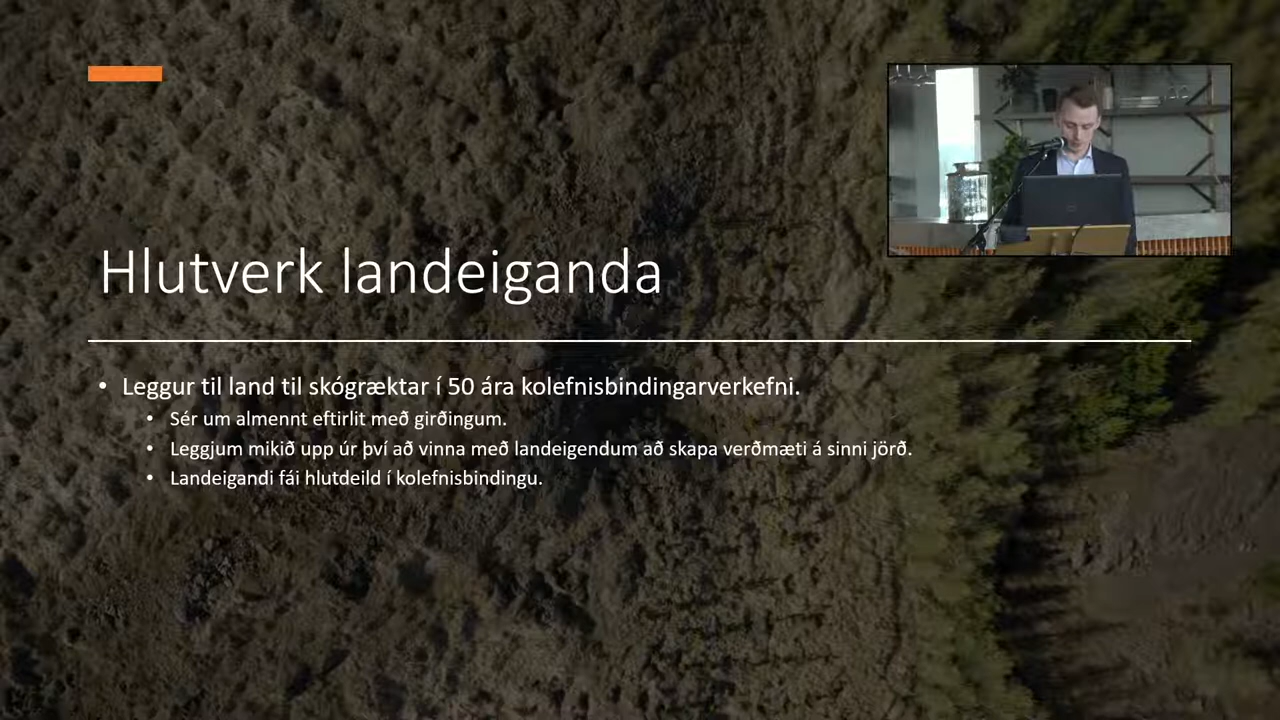 Hlutverk landeiganda
• Leggur til land til skógræktar í 50 ára kolefnisbindingarverkefni.
• Sér um almennt eftirlit með girðingum.
• Leggjum mikið upp úr því að vinna með landeigendum að skapa verðmæti á sinni jörð.
• Landeigandi fái hlutdeild í kolefnisbindingu.